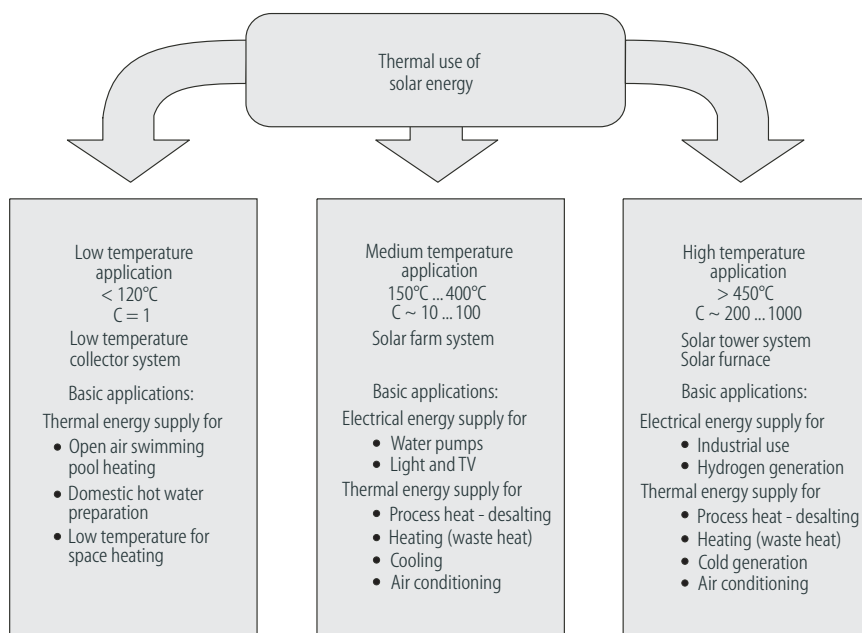 Thermal use of
solar energy
Low temperature
application
< 120°C
C = 1
Low temperature
collector system
Basic applications:
Thermal energy supply for
• Open air swimming
pool heating
• Domestic hot water
preparation
• Low temperature for
space heating
Medium temperature
application
150°C ... 400°C
C ~ 10 ... 100
Solar farm system
Basic applications:
Electrical energy supply for
• Water pumps
• Light and TV
Thermal energy supply for
• Process heat - desalting
• Heating (waste heat)
• Cooling
• Air conditioning
High temperature
application
> 450°C
C ~ 200 ... 1000
Solar tower system
Solar furnace
Basic applications:
Electrical energy supply for
• Industrial use
• Hydrogen generation
Thermal energy supply for
• Process heat - desalting
• Heating (waste heat)
• Cold generation
• Air conditioning